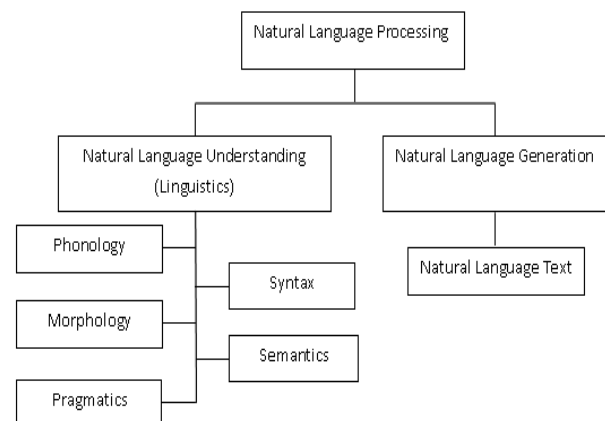 Natural Language Processing
Natural Language Understanding
(Linguistics)
Natural Language Generation
Phonology
Natural Language Text
Syntax
Morphology
Semantics
Pragmatics